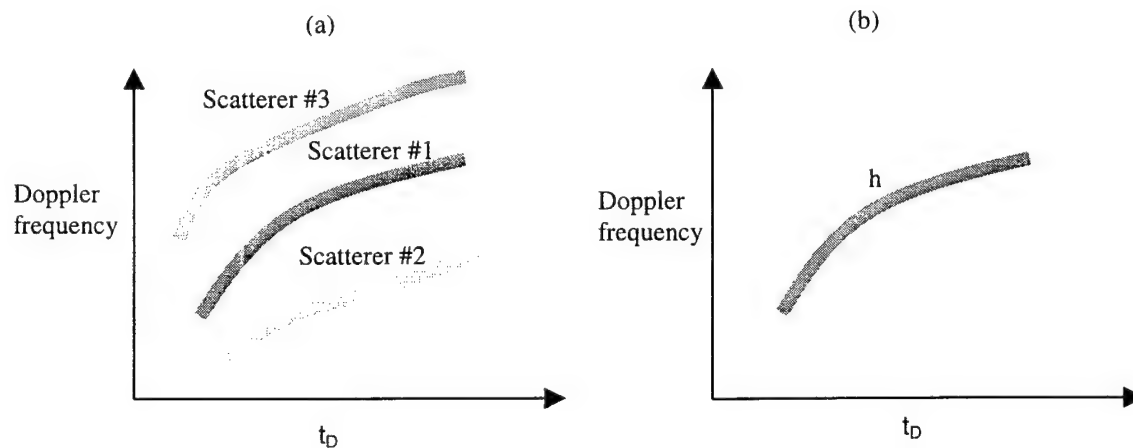 (a)
(b)
Scatterer #3
Scatterer #1
Doppler
frequency
Scatterer #2
t_D
h
Doppler
frequency
t_D